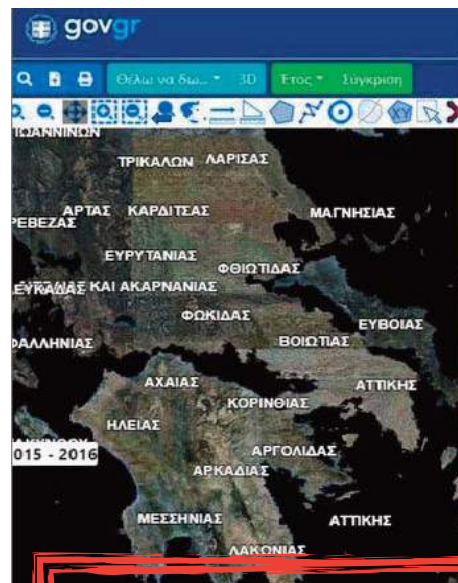 govgr
Θέλω να δω... 3D Έτος Σύγκριση
ΙΩΑΝΝΙΝΩΝ
ΤΡΙΚΑΛΩΝ ΛΑΡΙΣΑΣ
ΑΡΤΑΣ ΚΑΡΔΙΤΣΑΣ ΜΑΓΝΗΣΙΑΣ
ΡΕΒΕΖΑΣ
ΕΥΡΥΤΑΝΙΑΣ
ΦΘΙΩΤΙΔΑΣ
ΚΑΙ ΑΚΑΡΝΑΝΙΑΣ
ΦΩΚΙΔΑΣ
ΕΥΒΟΙΑΣ
ΦΑΛΛΗΝΙΑΣ
ΒΟΙΩΤΙΑΣ
ΑΧΑΙΑΣ ΑΤΤΙΚΗΣ
ΚΟΡΙΝΘΙΑΣ
ΗΛΕΙΑΣ
015 - 2016
ΑΡΓΟΛΙΔΑΣ
ΑΡΚΑΔΙΑΣ
ΜΕΣΣΗΝΙΑΣ ΑΤΤΙΚΗΣ
ΛΑΚΩΝΙΑΣ